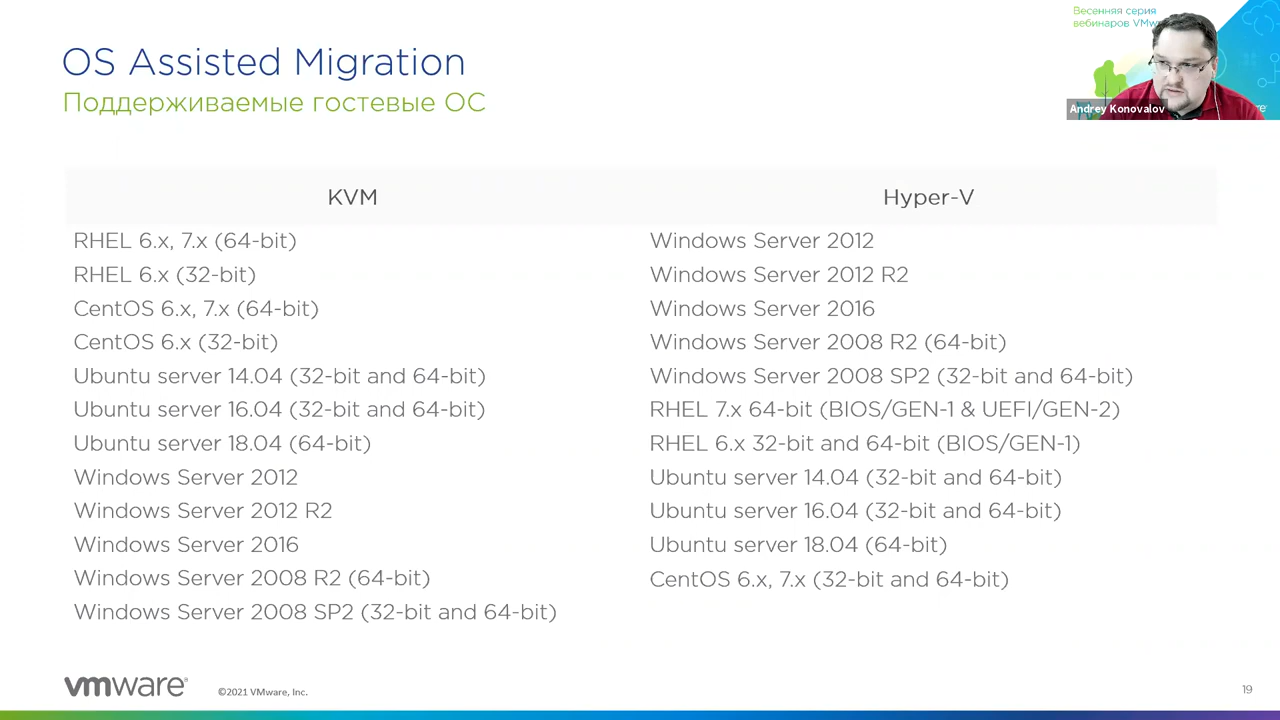 Весенняя серия
вебинаров VMw
OS Assisted Migration
Поддерживаемые гостевые ОС
Andrey Konovalov
KVM
RHEL 6.x, 7.x (64-bit)
RHEL 6.x (32-bit)
CentOS 6.x, 7.x (64-bit)
CentOS 6.x (32-bit)
Ubuntu server 14.04 (32-bit and 64-bit)
Ubuntu server 16.04 (32-bit and 64-bit)
Ubuntu server 18.04 (64-bit)
Windows Server 2012
Windows Server 2012 R2
Windows Server 2016
Windows Server 2008 R2 (64-bit)
Windows Server 2008 SP2 (32-bit and 64-bit)
Hyper-V
Windows Server 2012
Windows Server 2012 R2
Windows Server 2016
Windows Server 2008 R2 (64-bit)
Windows Server 2008 SP2 (32-bit and 64-bit)
RHEL 7.x 64-bit (BIOS/GEN-1 & UEFI/GEN-2)
RHEL 6.x 32-bit and 64-bit (BIOS/GEN-1)
Ubuntu server 14.04 (32-bit and 64-bit)
Ubuntu server 16.04 (32-bit and 64-bit)
Ubuntu server 18.04 (64-bit)
CentOS 6.x, 7.x (32-bit and 64-bit)
vmware®
©2021 VMware, Inc.
19